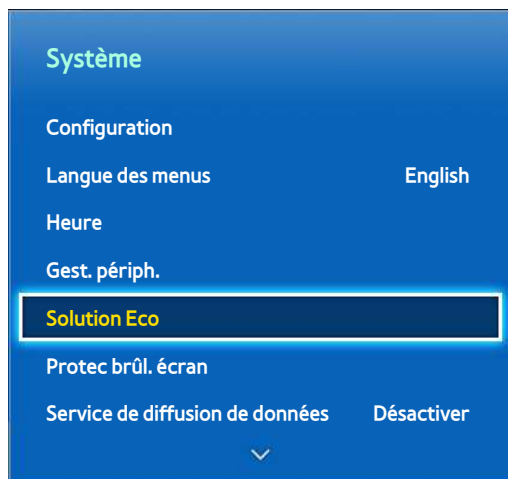 Système
Configuration
Langue des menus English
Heure
Gest. périph.
Solution Eco
Protec brûl. écran
Service de diffusion de données Désactiver